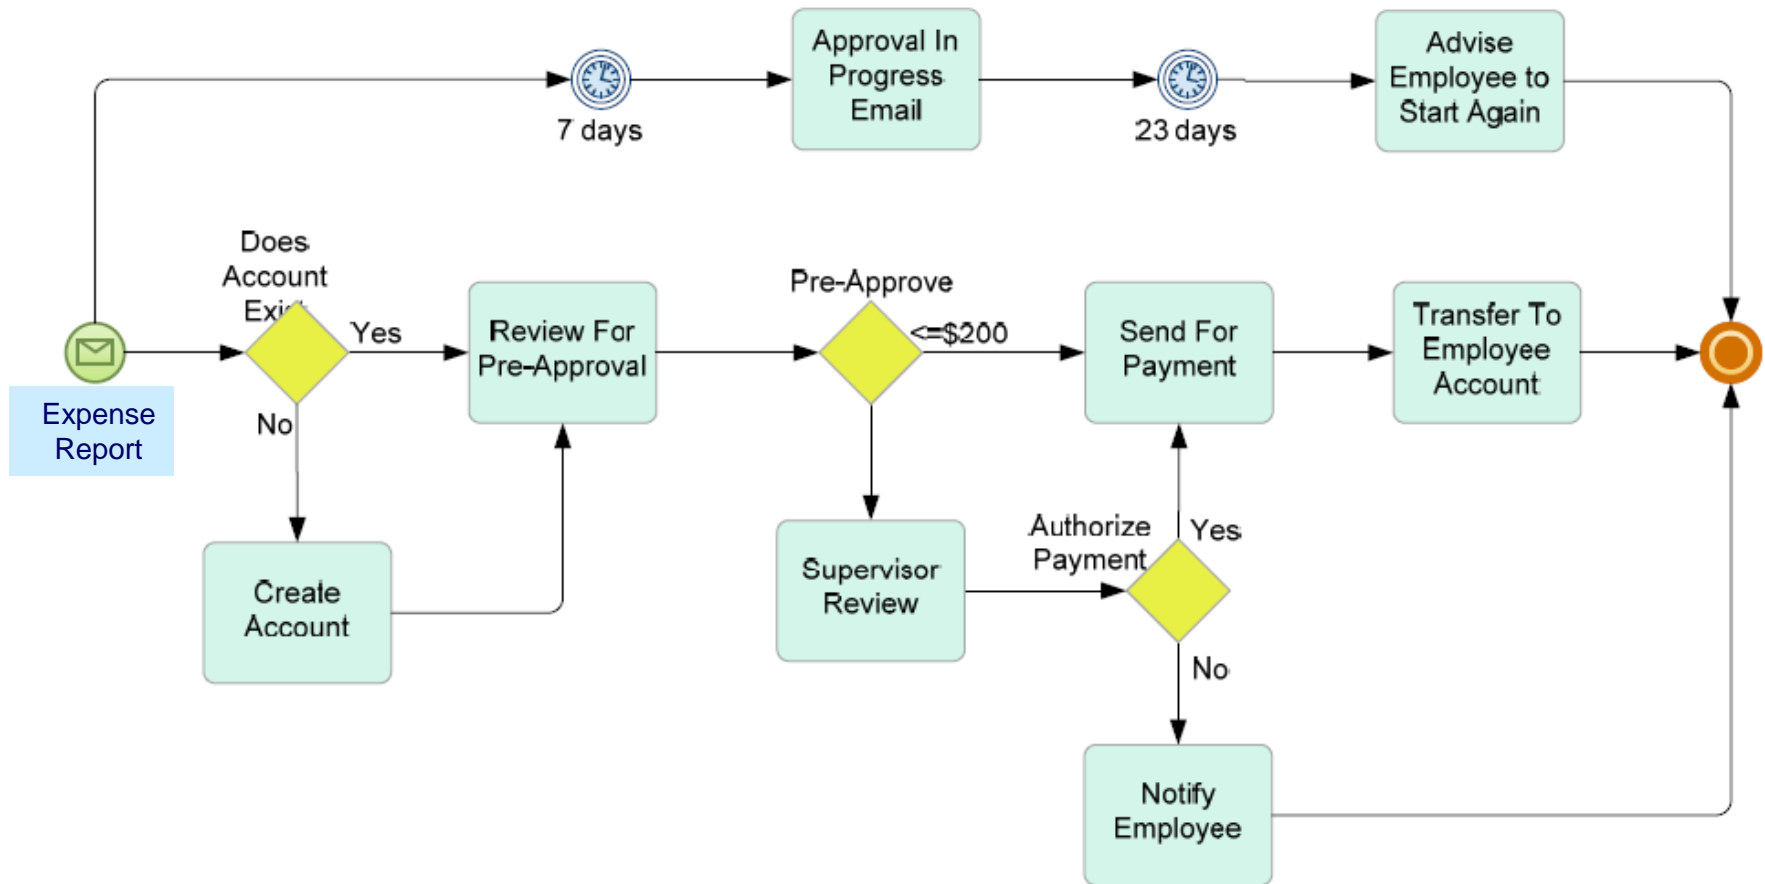 Approval In
Progress
Email
Advise
Employee to
Start Again
7 days
23 days
Does
Account
Yes
No
Expense
Report
Review For
Pre-Approval
Create
Account
Pre-Approve
<=$200
Send For
Payment
Transfer To
Employee
Account
Supervisor
Review
Authorize
Payment
Yes
No
Notify
Employee